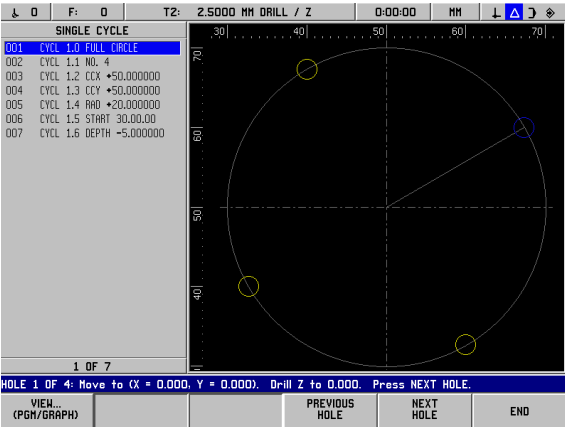 0 F: 0 T2: 2.5000 MM DRILL / Z 0:00:00 MM
SINGLE CYCLE
001 CYCL 1.0 FULL CIRCLE
002 CYCL 1.1 NO. 4
003 CYCL 1.2 CCX +50.000000
004 CYCL 1.3 CCY +50.000000
005 CYCL 1.4 RAD +20.000000
006 CYCL 1.5 START 30.00.00
007 CYCL 1.6 DEPTH -5.000000
30 40 50 60 70
70
60
50
40
1 OF 7
HOLE 1 OF 4: Move to (X = 0.000, Y = 0.000). Drill Z to 0.000. Press NEXT HOLE.
VIEW... (PGM/GRAPH)
PREVIOUS HOLE
NEXT HOLE
END